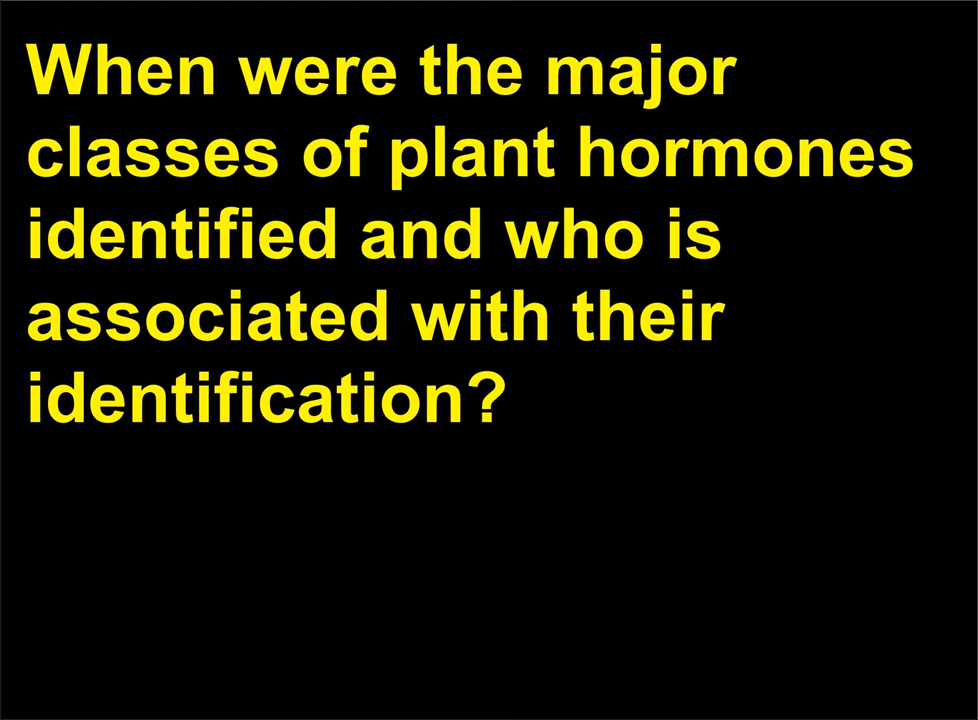 When were the major
classes of plant hormones
identified and who is
associated with their
identification?